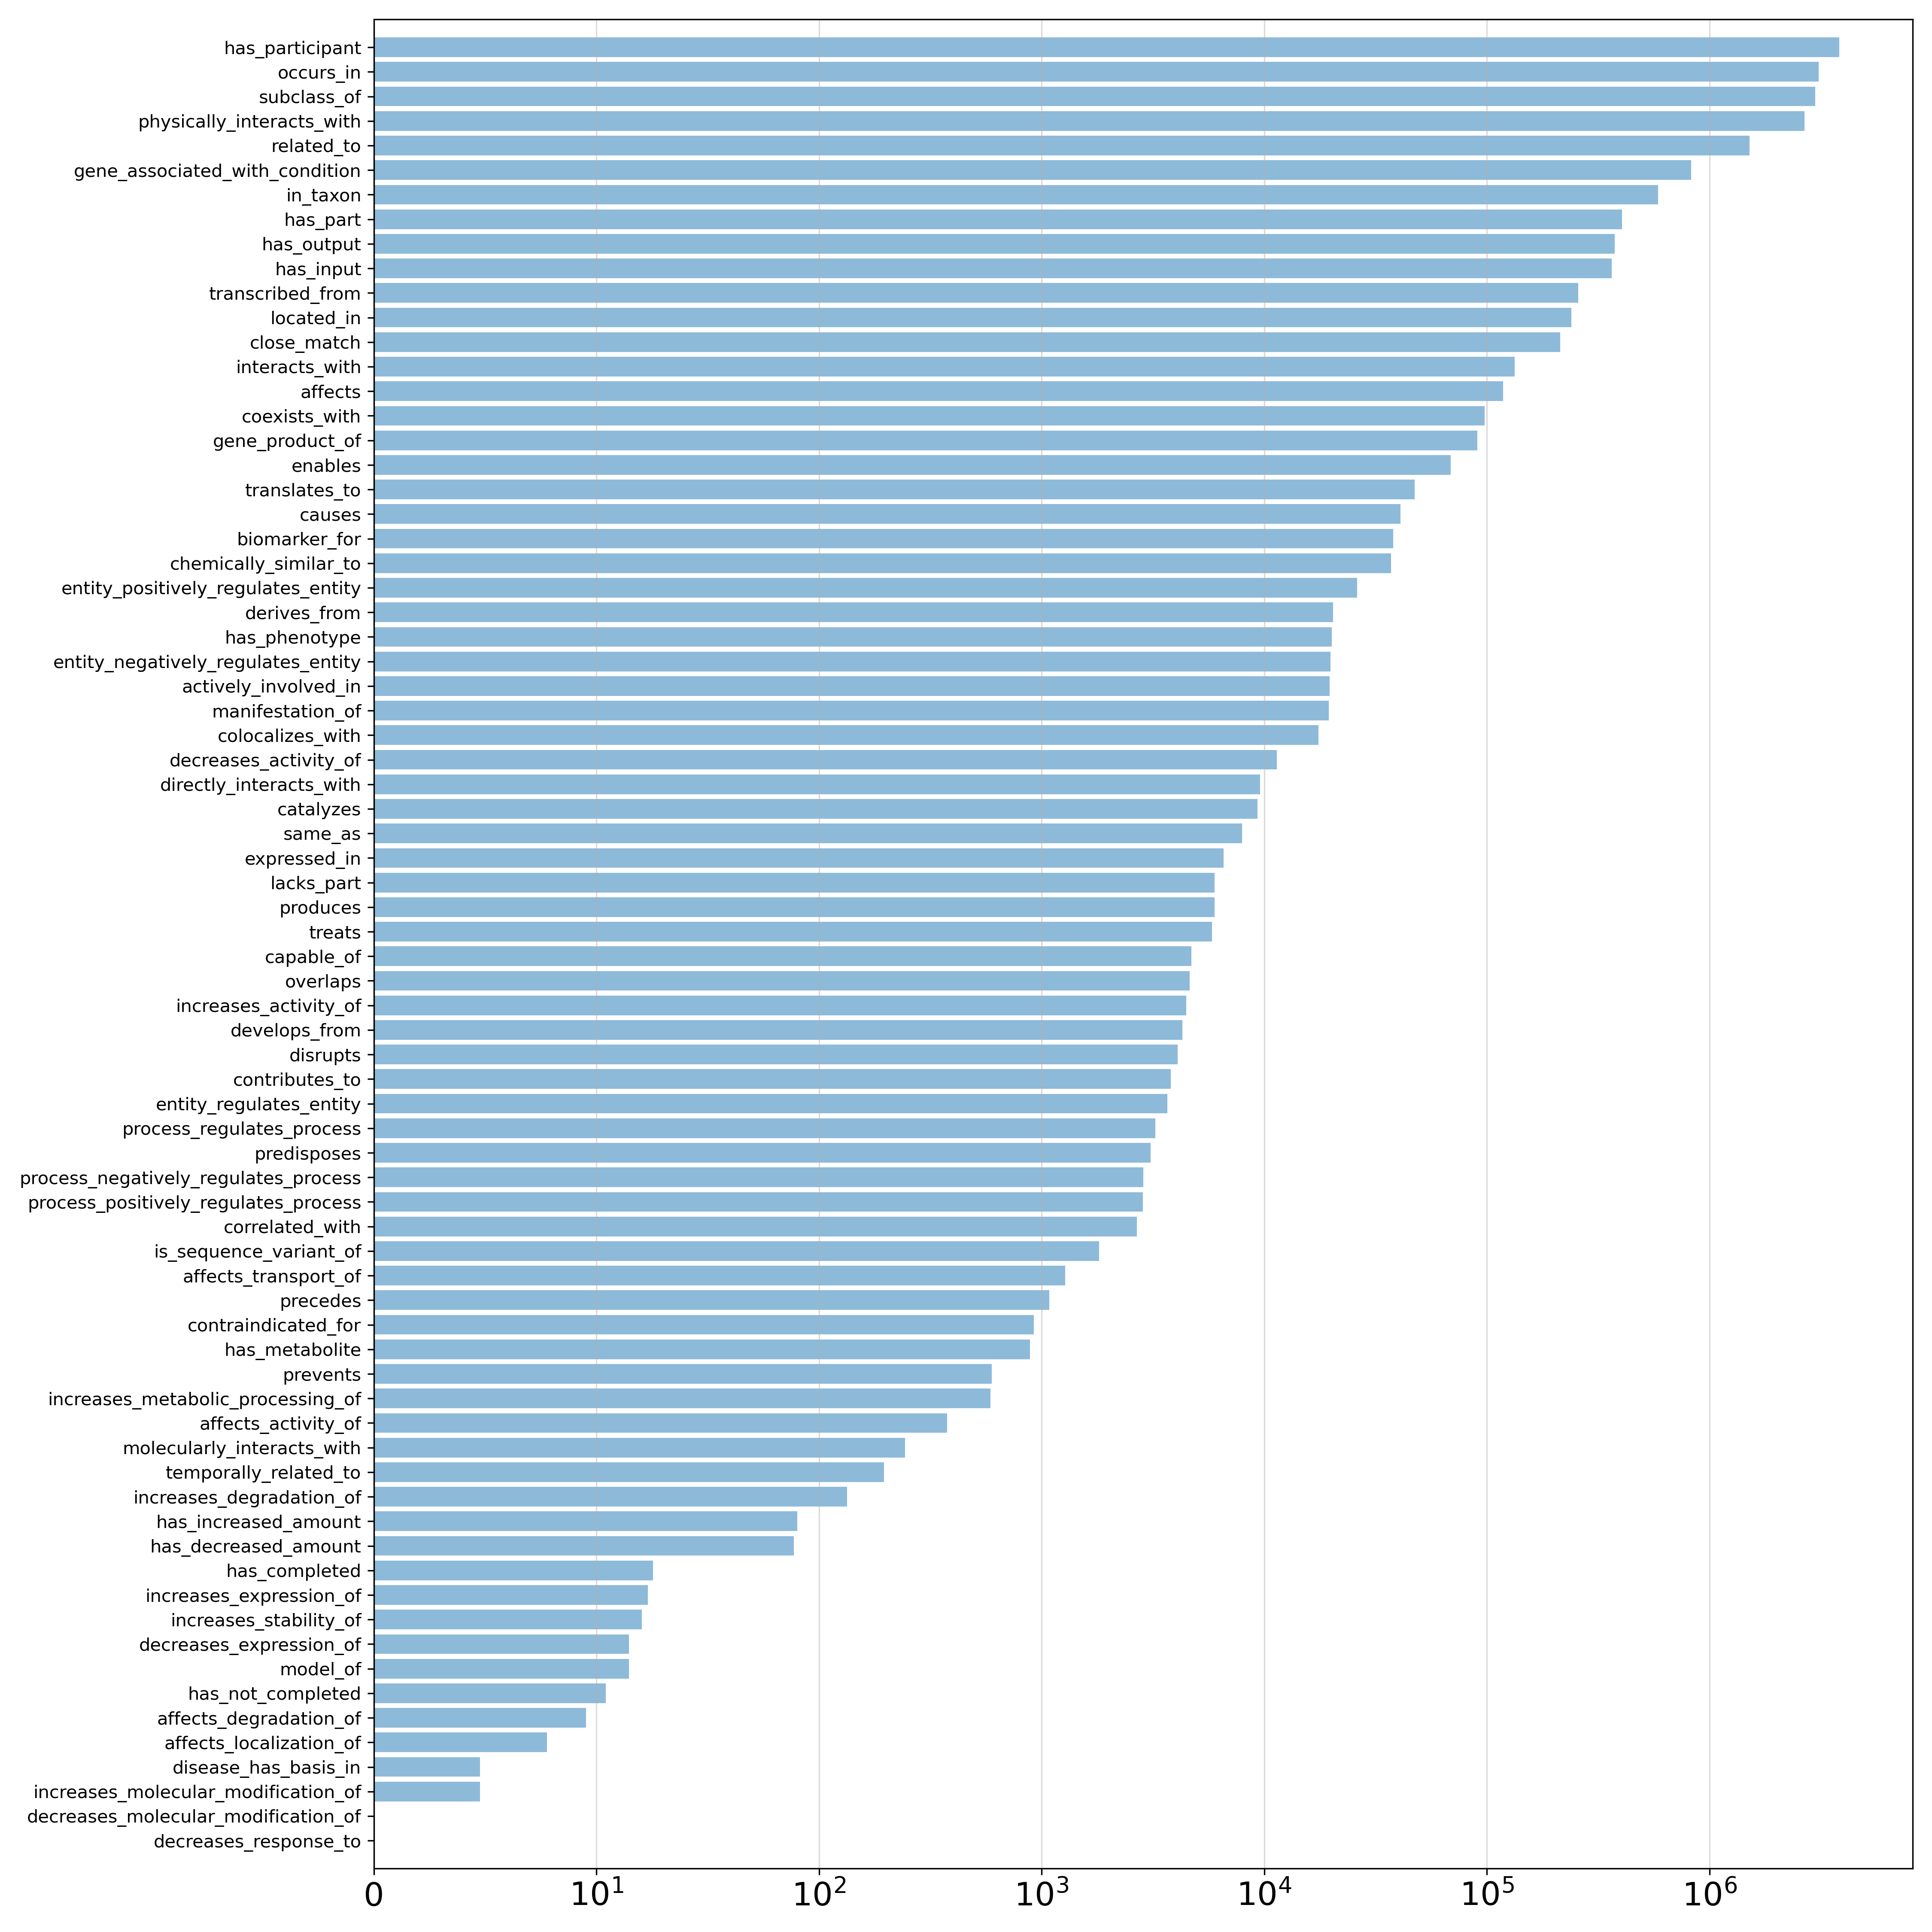 has_participant
occurs_in
subclass_of
physically_interacts_with
related_to
gene_associated_with_condition
in_taxon
has_part
has_output
has_input
transcribed_from
located_in
close_match
interacts_with
affects
coexists_with
gene_product_of
enables
translates_to
causes
biomarker_for
chemically_similar_to
entity_positively_regulates_entity
derives_from
has_phenotype
entity_negatively_regulates_entity
actively_involved_in
manifestation_of
colocalizes_with
decreases_activity_of
directly_interacts_with
catalyzes
same_as
expressed_in
lacks_part
produces
treats
capable_of
overlaps
increases_activity_of
develops_from
disrupts
contributes_to
entity_regulates_entity
process_regulates_process
predisposes
process_negatively_regulates_process
process_positively_regulates_process
correlated_with
is_sequence_variant_of
affects_transport_of
precedes
contraindicated_for
has_metabolite
prevents
increases_metabolic_processing_of
affects_activity_of
molecularly_interacts_with
temporally_related_to
increases_degradation_of
has_increased_amount
has_decreased_amount
has_completed
increases_expression_of
increases_stability_of
decreases_expression_of
model_of
has_not_completed
affects_degradation_of
affects_localization_of
disease_has_basis_in
increases_molecular_modification_of
decreases_molecular_modification_of
decreases_response_to
0 10¹ 10² 10³ 10⁴ 10⁵ 10⁶